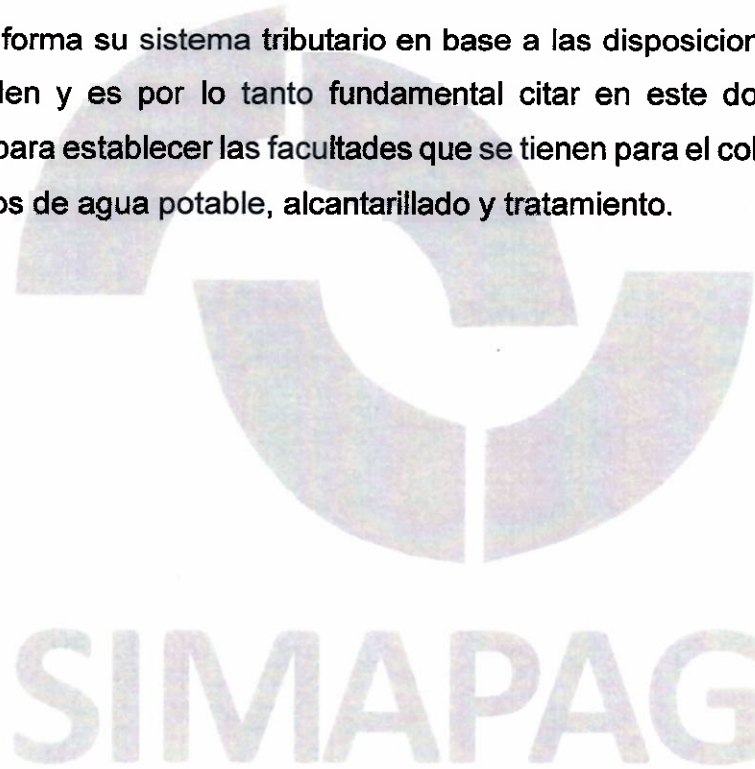 forma su sistema tributario en base a las disposicion
len y es por lo tanto fundamental citar en este do
para establecer las facultades que se tienen para el col
os de agua potable, alcantarillado y tratamiento.
SIMAPAG